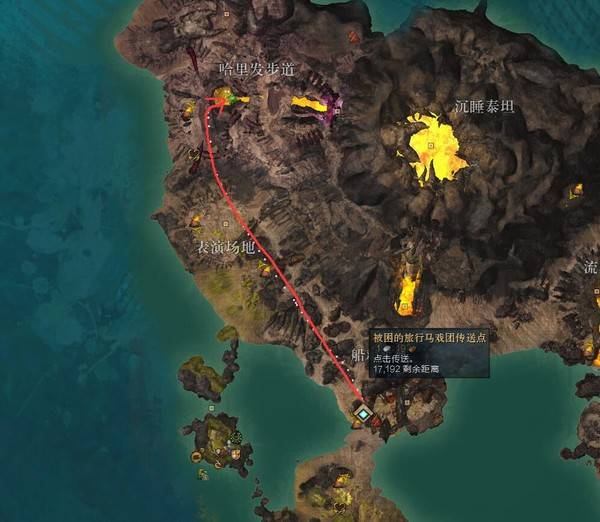 哈里发步道
沉睡泰坦
表演场地
流
被困的旅行马戏团传送点
船
点击传送。
17,192 剩余距离